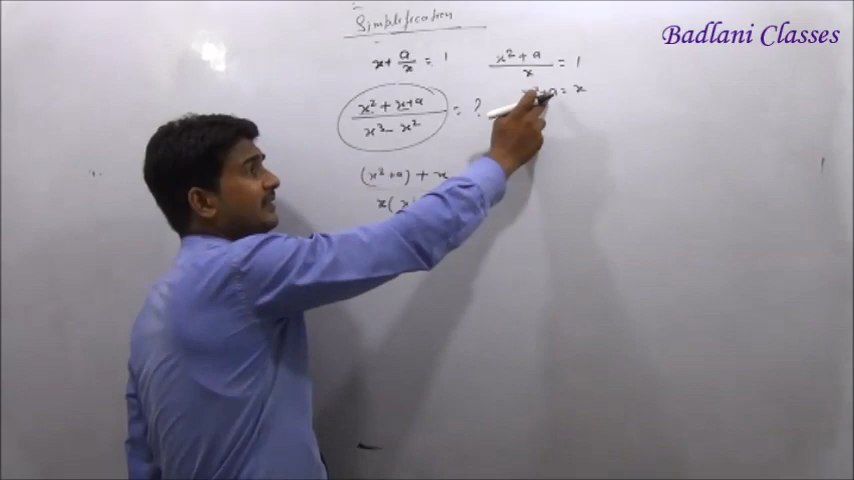 Badlani Classes
Simplification
x + a/x = 1
(x² + a)/x = 1
x² + a = x
(x² + x + a)/(x³ - x²) = ?
(x² + a) + x
x(